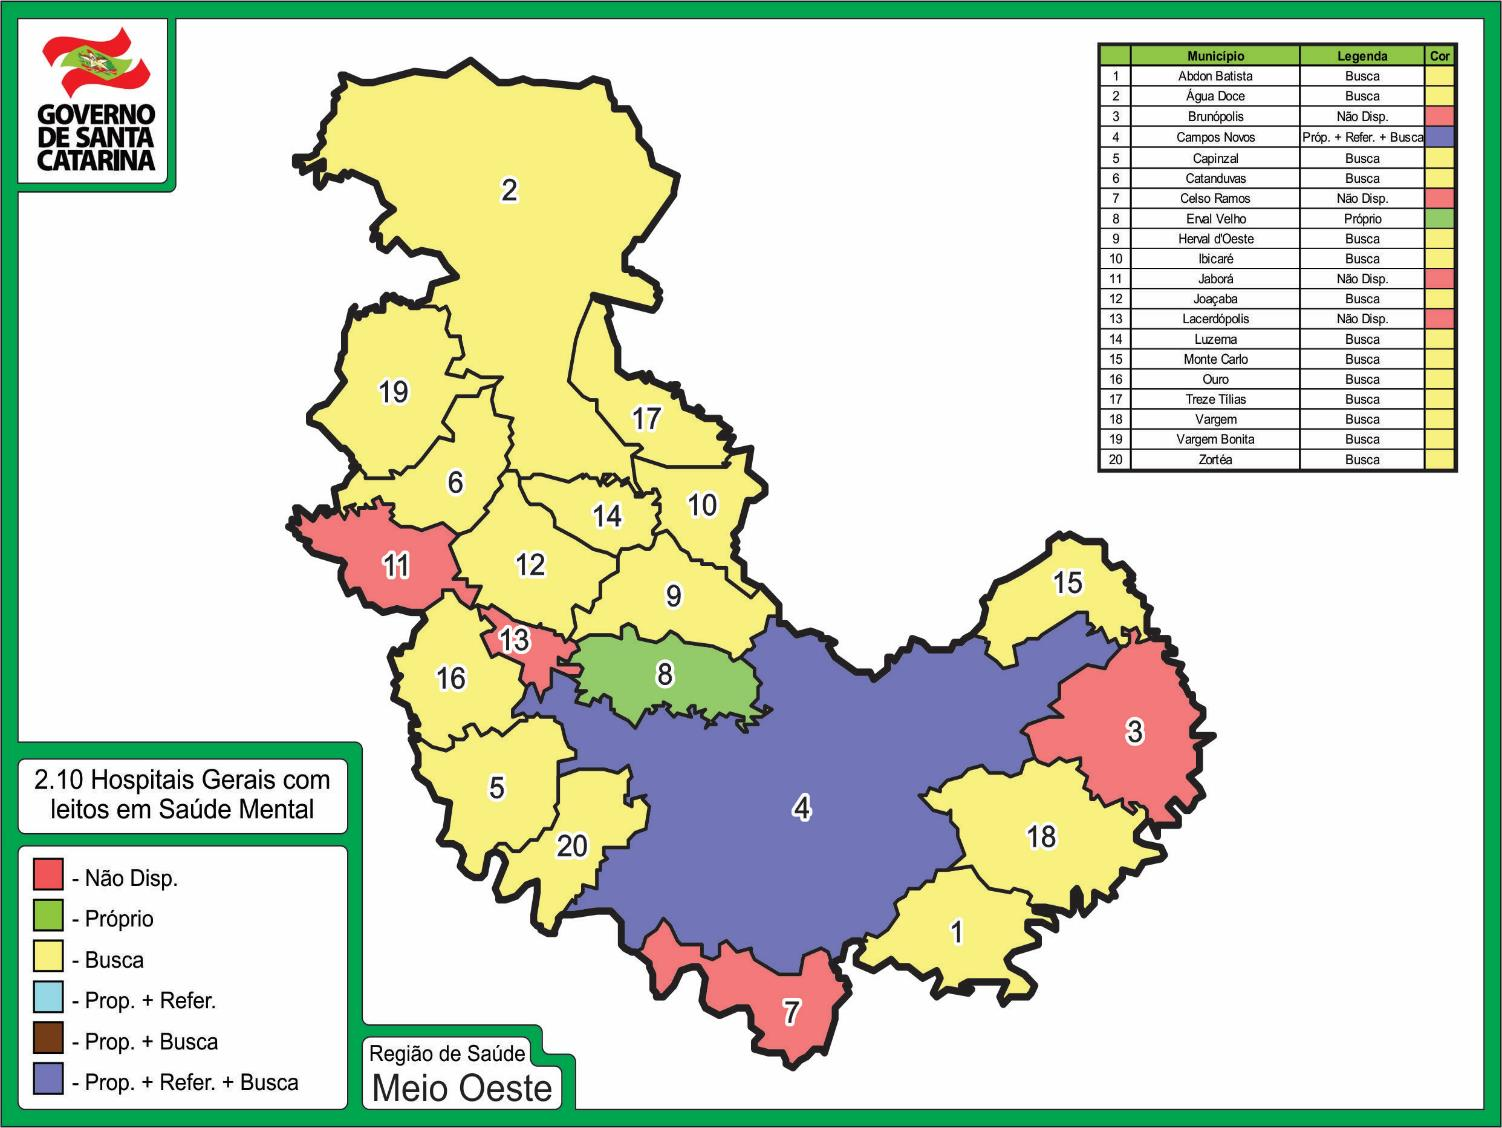 GOVERNO
DE SANTA
CATARINA
Município Legenda Cor
1 Abdon Batista Busca
2 Água Doce Busca
3 Brunópolis Não Disp.
4 Campos Novos Próp. + Refer. + Busca
5 Capinzal Busca
6 Catanduvas Busca
7 Celso Ramos Não Disp.
8 Erval Velho Próprio
9 Herval d'Oeste Busca
10 Ibicaré Busca
11 Jaborá Não Disp.
12 Joaçaba Busca
13 Lacerdópolis Não Disp.
14 Luzerna Busca
15 Monte Carlo Busca
16 Ouro Busca
17 Treze Tílias Busca
18 Vargem Busca
19 Vargem Bonita Busca
20 Zortéa Busca
2
19
17
6
10
14
11
12
15
9
13
8
16
3
5
4
18
20
1
7
2.10 Hospitais Gerais com
leitos em Saúde Mental
- Não Disp.
- Próprio
- Busca
- Prop. + Refer.
- Prop. + Busca
- Prop. + Refer. + Busca
Região de Saúde
Meio Oeste